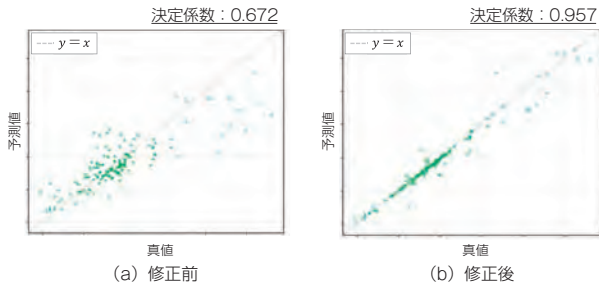 決定係数：0.672
y＝x
予測値
真値
(a) 修正前
決定係数：0.957
y＝x
予測値
真値
(b) 修正後